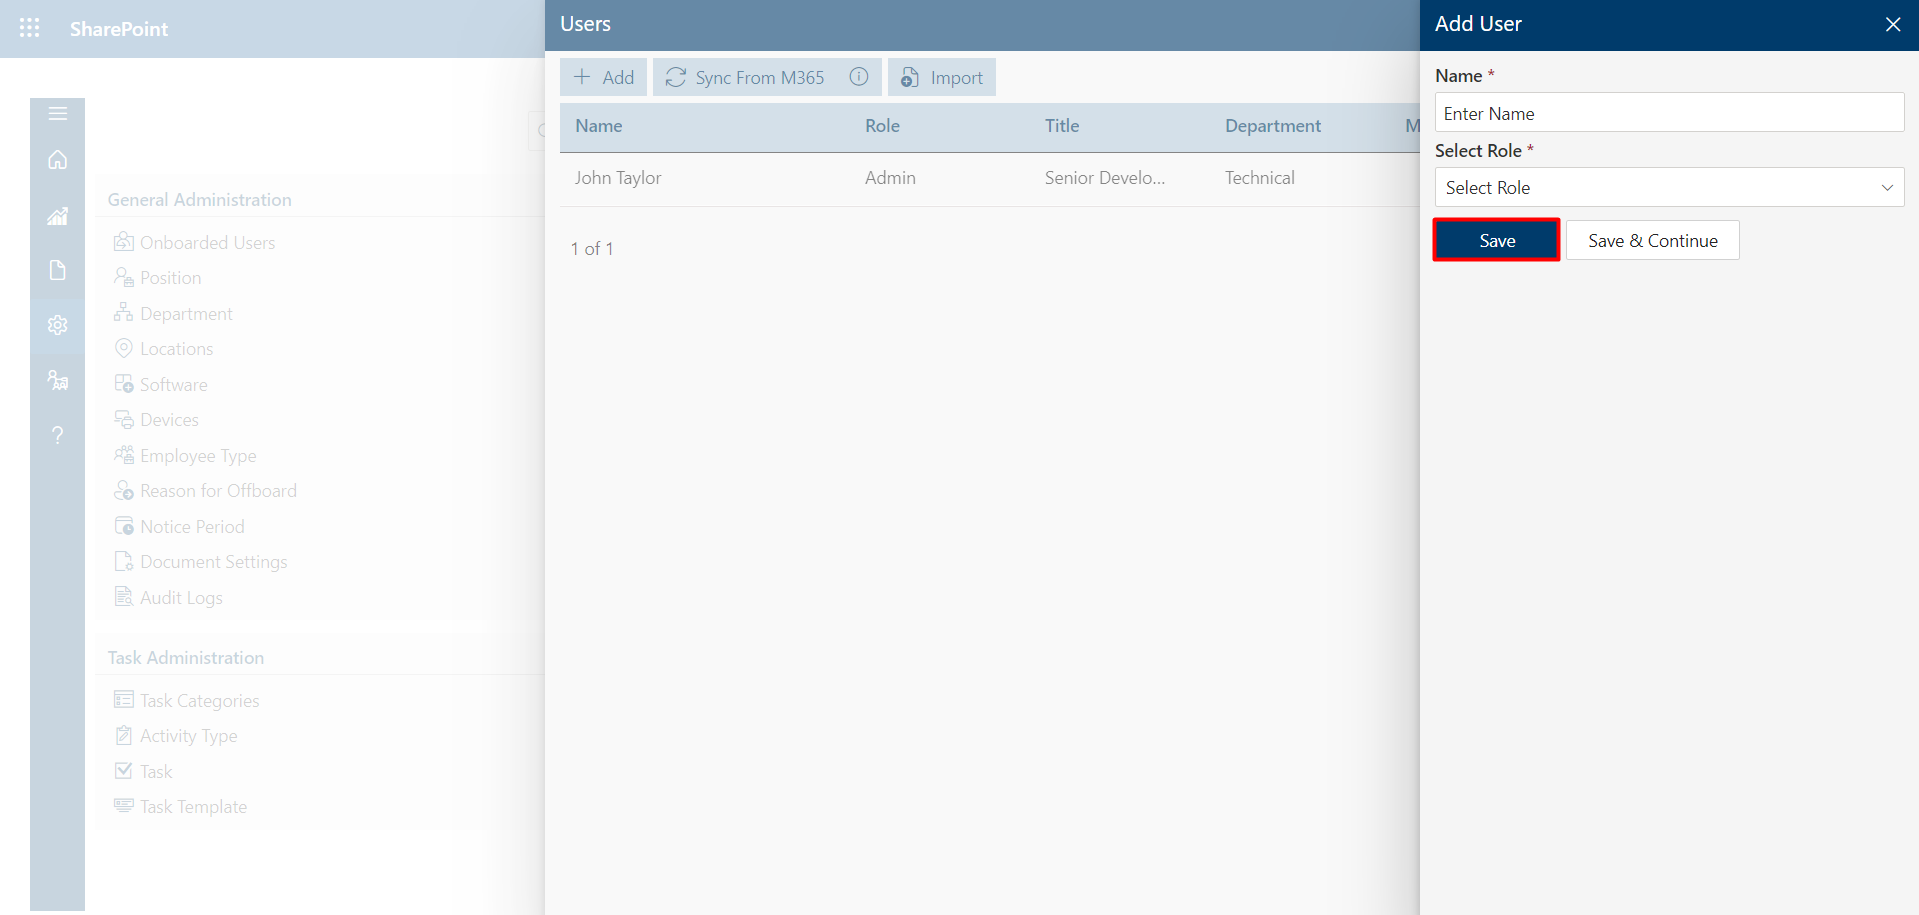 SharePoint
General Administration
Onboarded Users
Position
Department
Locations
Software
Devices
Employee Type
Reason for Offboard
Notice Period
Document Settings
Audit Logs
Task Administration
Task Categories
Activity Type
Task
Task Template
Users
Add Sync From M365 Import
Name Role Title Department M
John Taylor Admin Senior Develo... Technical
1 of 1
Add User
Name *
Enter Name
Select Role *
Select Role
Save Save & Continue